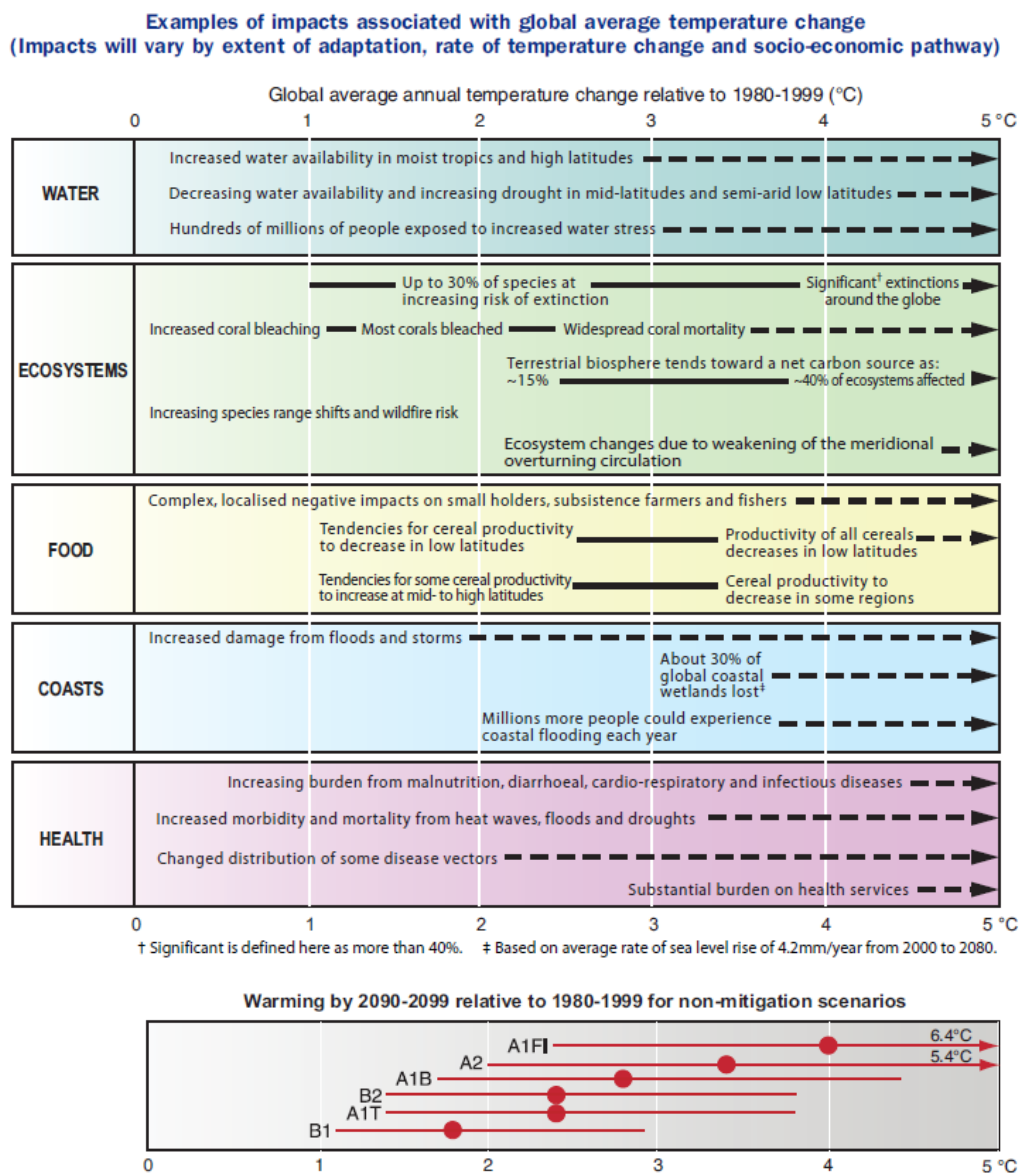 Examples of impacts associated with global average temperature change
(Impacts will vary by extent of adaptation, rate of temperature change and socio-economic pathway)
Global average annual temperature change relative to 1980-1999 (°C)
0 1 2 3 4 5 °C
WATER
Increased water availability in moist tropics and high latitudes
Decreasing water availability and increasing drought in mid-latitudes and semi-arid low latitudes
Hundreds of millions of people exposed to increased water stress
ECOSYSTEMS
Up to 30% of species at
increasing risk of extinction
Significant† extinctions
around the globe
Increased coral bleaching Most corals bleached Widespread coral mortality
Terrestrial biosphere tends toward a net carbon source as:
~15% ~40% of ecosystems affected
Increasing species range shifts and wildfire risk
Ecosystem changes due to weakening of the meridional
overturning circulation
FOOD
Complex, localised negative impacts on small holders, subsistence farmers and fishers
Tendencies for cereal productivity
to decrease in low latitudes
Productivity of all cereals
decreases in low latitudes
Tendencies for some cereal productivity
to increase at mid- to high latitudes
Cereal productivity to
decrease in some regions
COASTS
Increased damage from floods and storms
About 30% of
global coastal
wetlands lost‡
Millions more people could experience
coastal flooding each year
HEALTH
Increasing burden from malnutrition, diarrhoeal, cardio-respiratory and infectious diseases
Increased morbidity and mortality from heat waves, floods and droughts
Changed distribution of some disease vectors
Substantial burden on health services
0 1 2 3 4 5 °C
† Significant is defined here as more than 40%. ‡ Based on average rate of sea level rise of 4.2mm/year from 2000 to 2080.
Warming by 2090-2099 relative to 1980-1999 for non-mitigation scenarios
A1FI 6.4°C
A2 5.4°C
A1B
B2
A1T
B1
0 1 2 3 4 5 °C